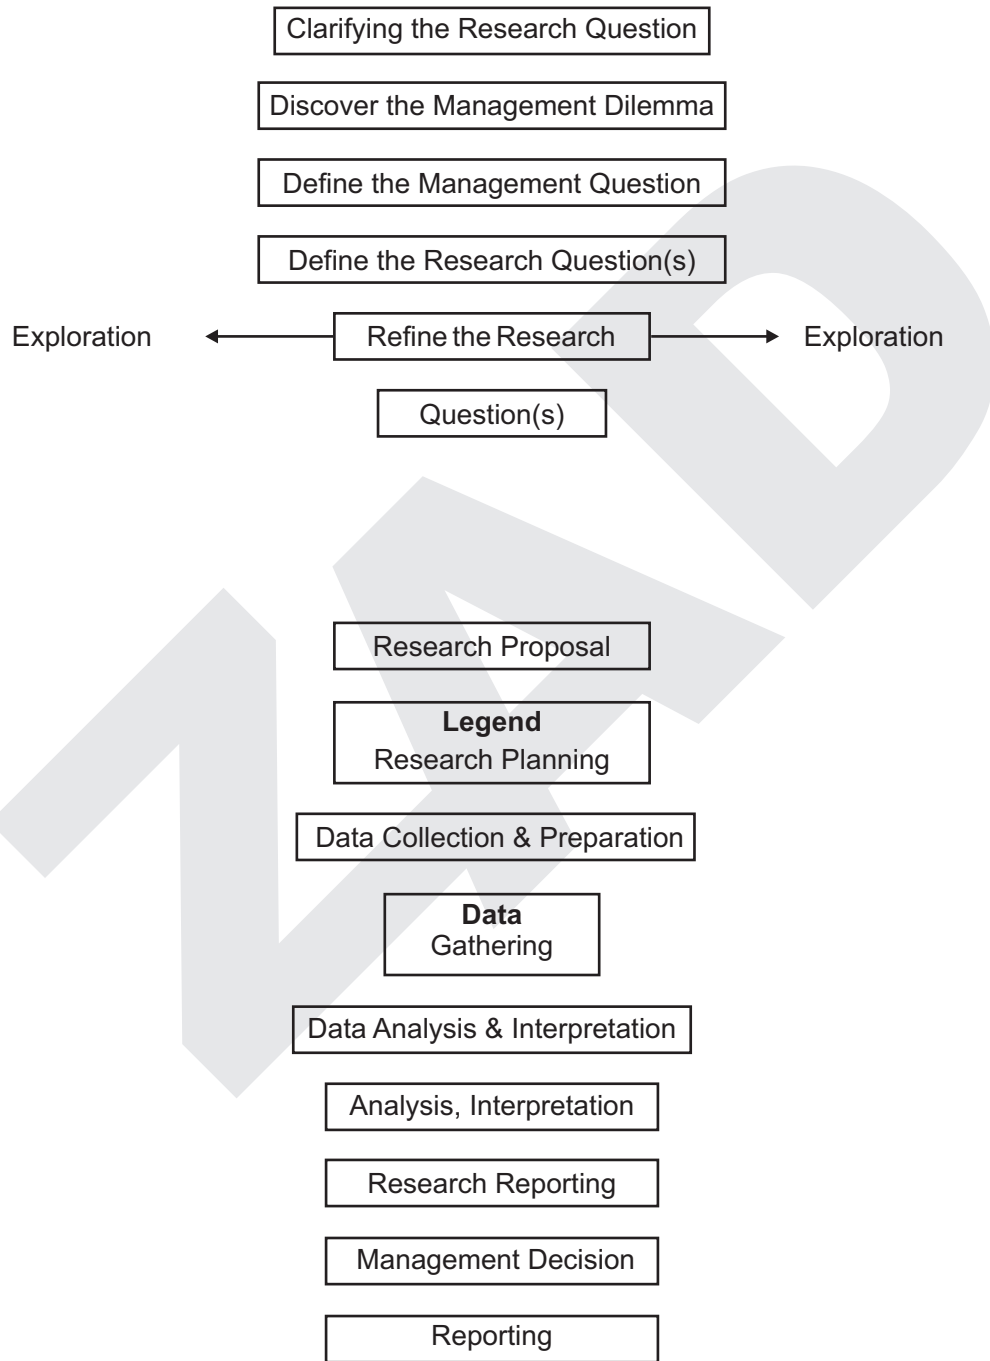 Clarifying the Research Question
Discover the Management Dilemma
Define the Management Question
Define the Research Question(s)
Exploration Refine the Research Exploration
Question(s)
Research Proposal
Legend
Research Planning
Data Collection & Preparation
Data
Gathering
Data Analysis & Interpretation
Analysis, Interpretation
Research Reporting
Management Decision
Reporting
ZAD